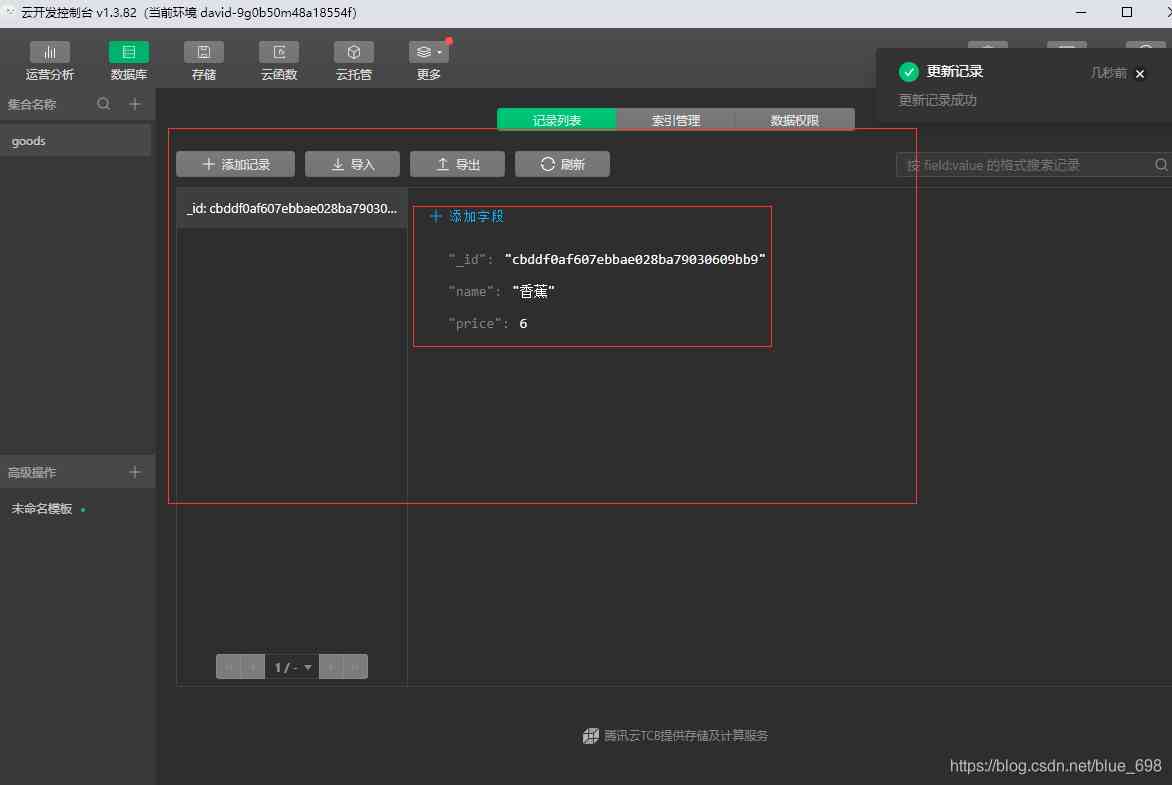 云开发控制台 v1.3.82 (当前环境 david-9g0b50m48a18554f)
运营分析 数据库 存储 云函数 云托管 更多
更新记录 几秒前
更新记录成功
集合名称
goods
记录列表 索引管理 数据权限
添加记录 导入 导出 刷新
按 field:value 的格式搜索记录
_id: cbddf0af607ebbae028ba79030...
添加字段
"_id": "cbddf0af607ebbae028ba79030609bb9"
"name": "香蕉"
"price": 6
高级操作
未命名模板
1 / -
腾讯云TCB提供存储及计算服务
https://blog.csdn.net/blue_698